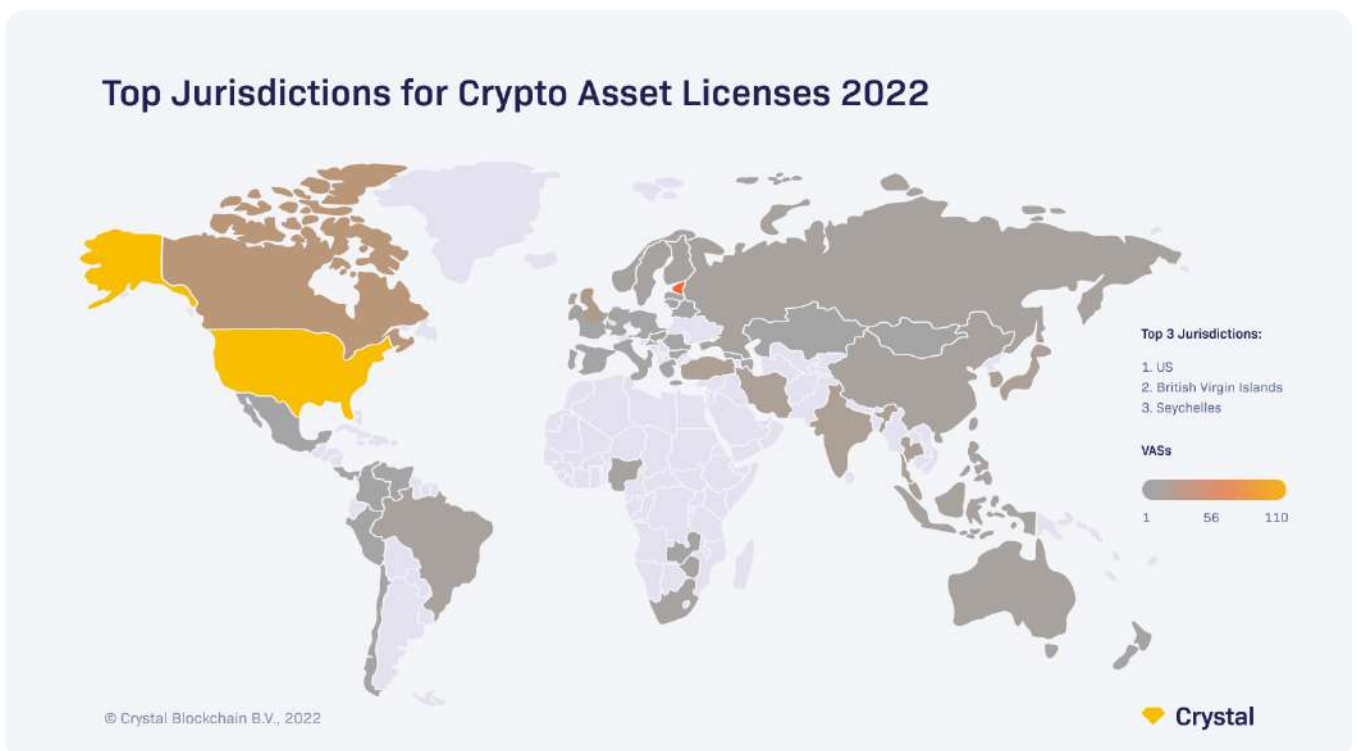 Top Jurisdictions for Crypto Asset Licenses 2022
Top 3 Jurisdictions:
1. US
2. British Virgin Islands
3. Seychelles
VASs
1 56 110
© Crystal Blockchain B.V., 2022
Crystal